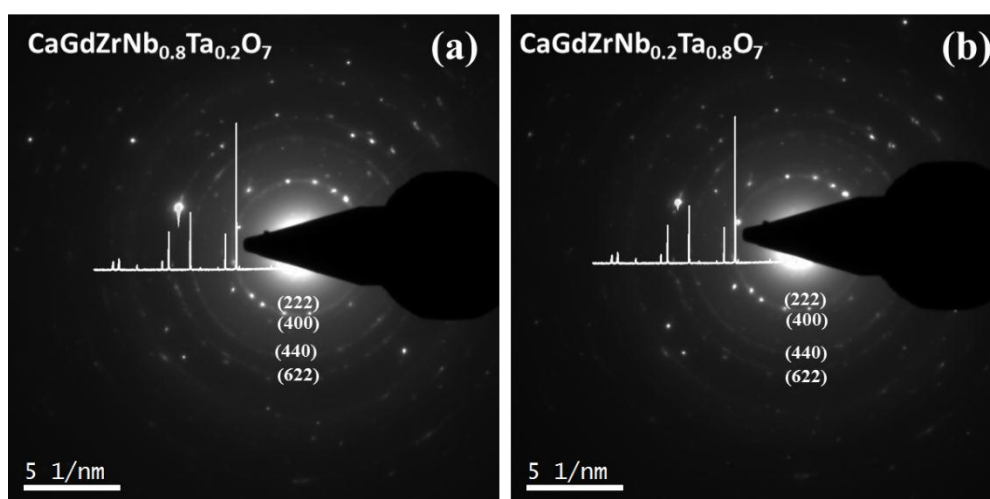 CaGdZrNb₀.₈Ta₀.₂O₇
(a)
(222)
(400)
(440)
(622)
5 1/nm
CaGdZrNb₀.₂Ta₀.₈O₇
(b)
(222)
(400)
(440)
(622)
5 1/nm